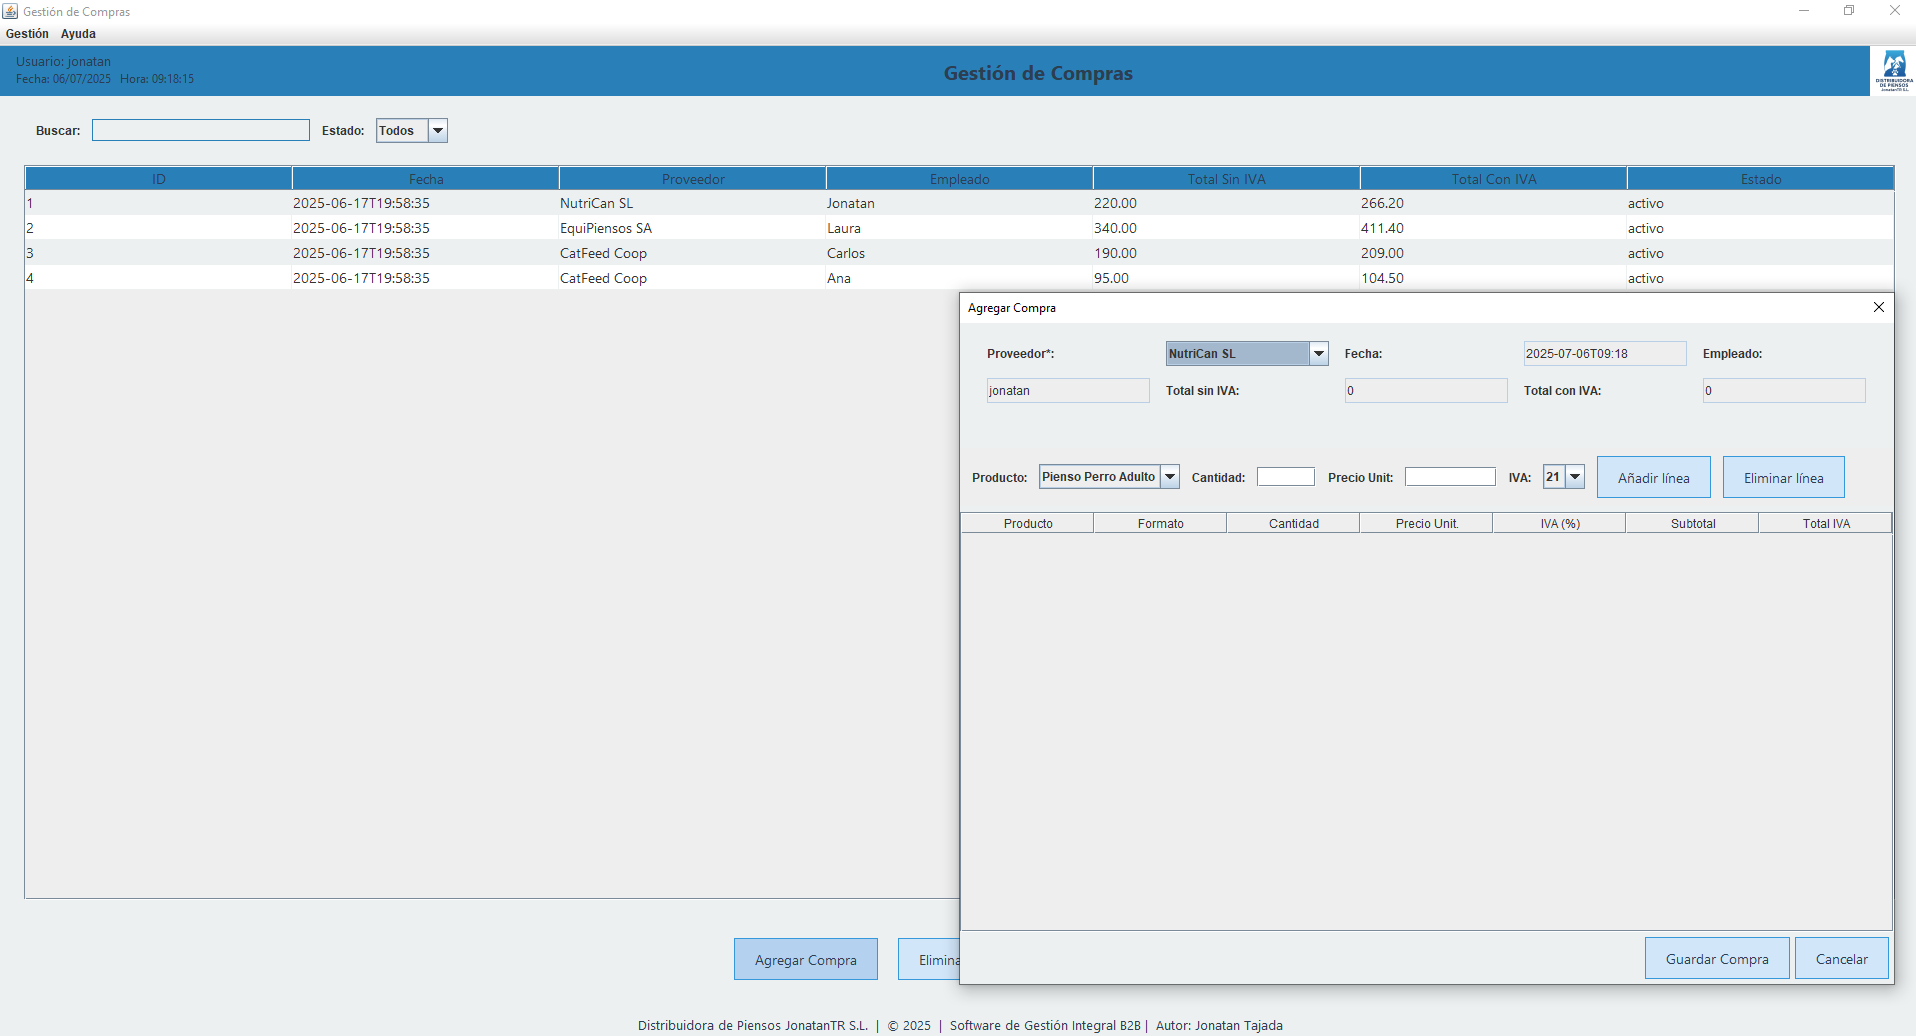 Gestión de Compras
Gestión Ayuda
Usuario: jonatan
Fecha: 06/07/2025 Hora: 09:18:15
Gestión de Compras
DISTRIBUIDORA
DE PIENSOS
JonatanTR S.L.
Buscar: Estado: Todos
ID Fecha Proveedor Empleado Total Sin IVA Total Con IVA Estado
1 2025-06-17T19:58:35 NutriCan SL Jonatan 220.00 266.20 activo
2 2025-06-17T19:58:35 EquiPiensos SA Laura 340.00 411.40 activo
3 2025-06-17T19:58:35 CatFeed Coop Carlos 190.00 209.00 activo
4 2025-06-17T19:58:35 CatFeed Coop Ana 95.00 104.50 activo
Agregar Compra
Proveedor*: NutriCan SL Fecha: 2025-07-06T09:18 Empleado:
jonatan Total sin IVA: 0 Total con IVA: 0
Producto: Pienso Perro Adulto Cantidad: Precio Unit: IVA: 21 Añadir línea Eliminar línea
Producto Formato Cantidad Precio Unit. IVA (%) Subtotal Total IVA
Guardar Compra Cancelar
Agregar Compra Elimina
Distribuidora de Piensos JonatanTR S.L. | © 2025 | Software de Gestión Integral B2B | Autor: Jonatan Tajada